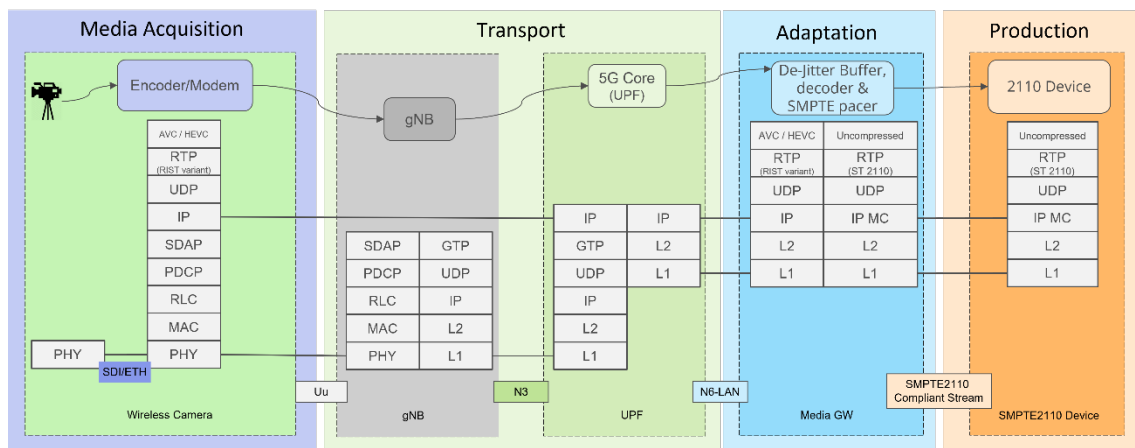 Media Acquisition
Transport
Adaptation
Production
Encoder/Modem
gNB
5G Core
(UPF)
De-Jitter Buffer,
decoder &
SMPTE pacer
2110 Device
AVC / HEVC
RTP
(RIST variant)
UDP
IP
SDAP
PDCP
RLC
MAC
PHY
PHY
SDI/ETH
SDAP
GTP
PDCP
UDP
RLC
IP
MAC
L2
PHY
L1
IP
IP
GTP
L2
UDP
L1
IP
L2
L1
AVC / HEVC
Uncompressed
RTP
(RIST variant)
RTP
(ST 2110)
UDP
UDP
IP
IP MC
L2
L2
L1
L1
Uncompressed
RTP
(ST 2110)
UDP
IP MC
L2
L1
Uu
N3
N6-LAN
SMPTE2110
Compliant Stream
Wireless Camera
gNB
UPF
Media GW
SMPTE2110 Device